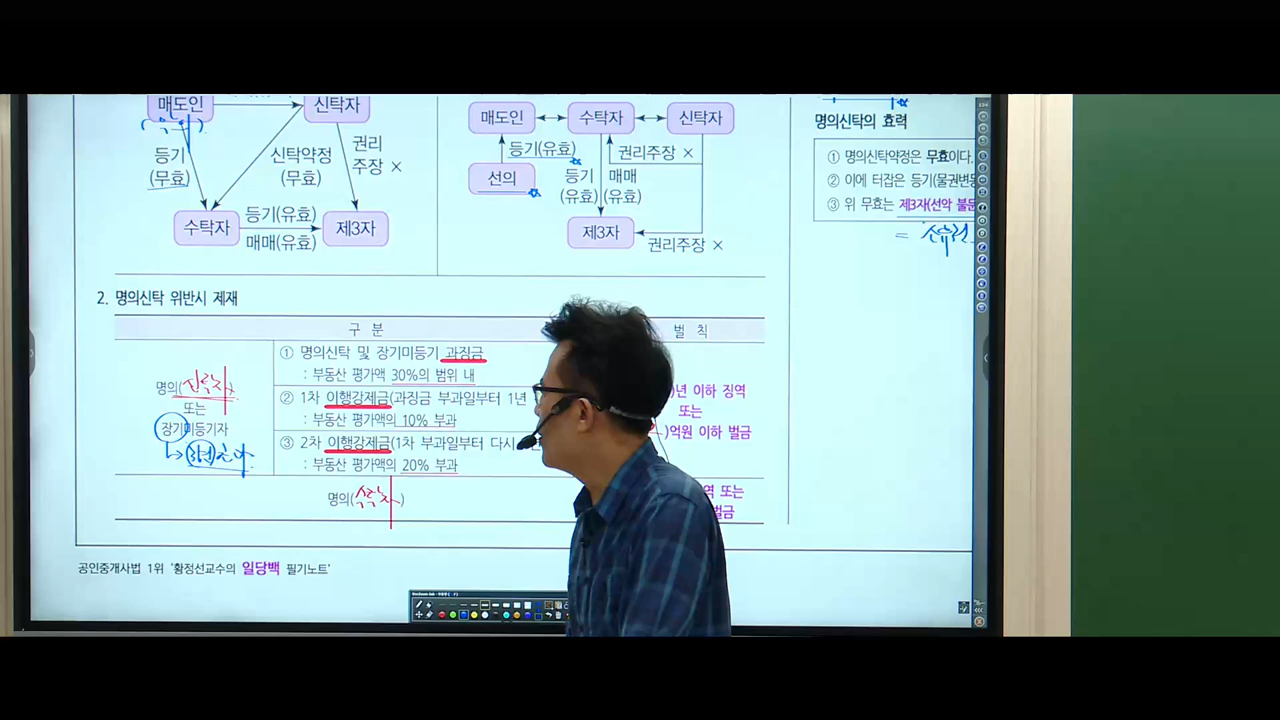 매도인
신탁자
등기
(무효)
신탁약정
(무효)
권리
주장 ×
수탁자
등기(유효)
매매(유효)
제3자
매도인
수탁자
신탁자
등기(유효)
권리주장 ×
선의
등기
(유효)
매매
(유효)
제3자
권리주장 ×
명의신탁의 효력
① 명의신탁약정은 무효이다.
② 이에 터잡은 등기(물권변동
③ 위 무효는 제3자(선악 불문
=
2. 명의신탁 위반시 제재
구 분
벌 칙
명의(신탁자)
또는
장기미등기자
① 명의신탁 및 장기미등기 과징금
: 부동산 평가액 30%의 범위 내
② 1차 이행강제금(과징금 부과일부터 1년
: 부동산 평가액의 10% 부과
③ 2차 이행강제금(1차 부과일부터 다시
: 부동산 평가액의 20% 부과
)년 이하 징역
또는
)억원 이하 벌금
명의(수탁자)
역 또는
벌금
공인중개사법 1위 '황정선교수의 일당백 필기노트'